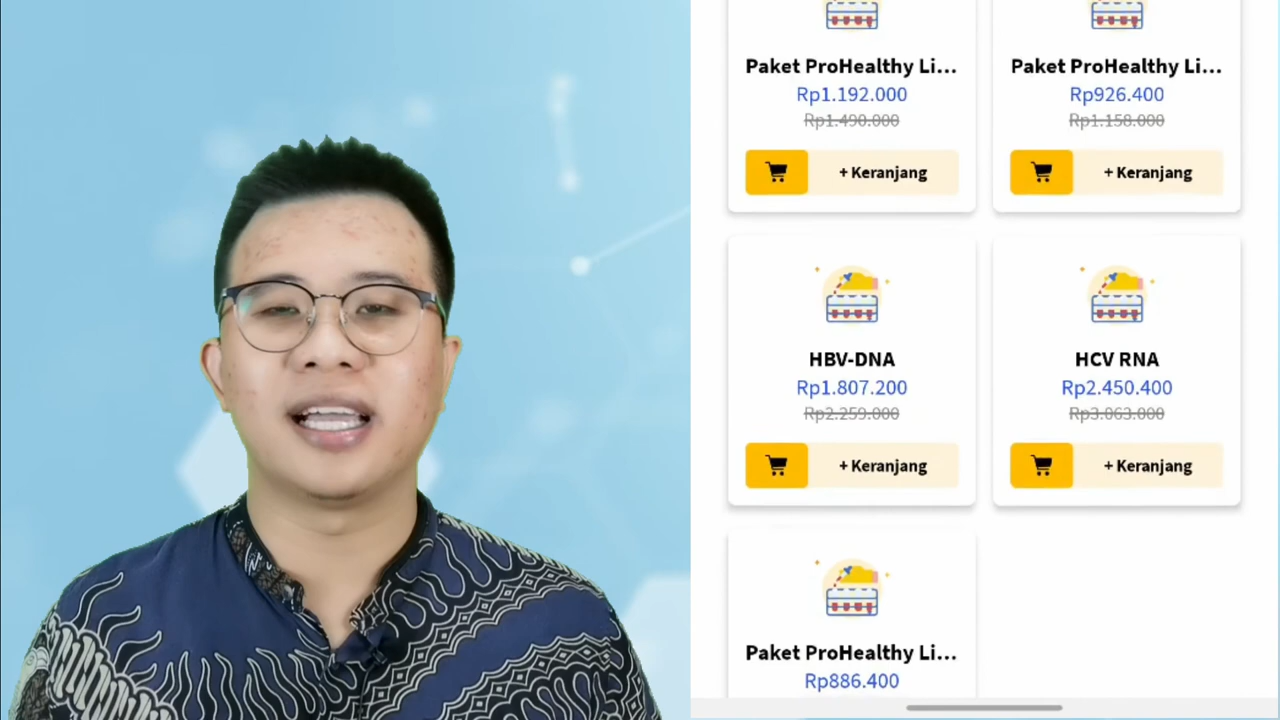 Paket ProHealthy Li...
Rp1.192.000
Rp1.490.000
+ Keranjang
Paket ProHealthy Li...
Rp926.400
Rp1.158.000
+ Keranjang
HBV-DNA
Rp1.807.200
Rp2.259.000
+ Keranjang
HCV RNA
Rp2.450.400
Rp3.063.000
+ Keranjang
Paket ProHealthy Li...
Rp886.400